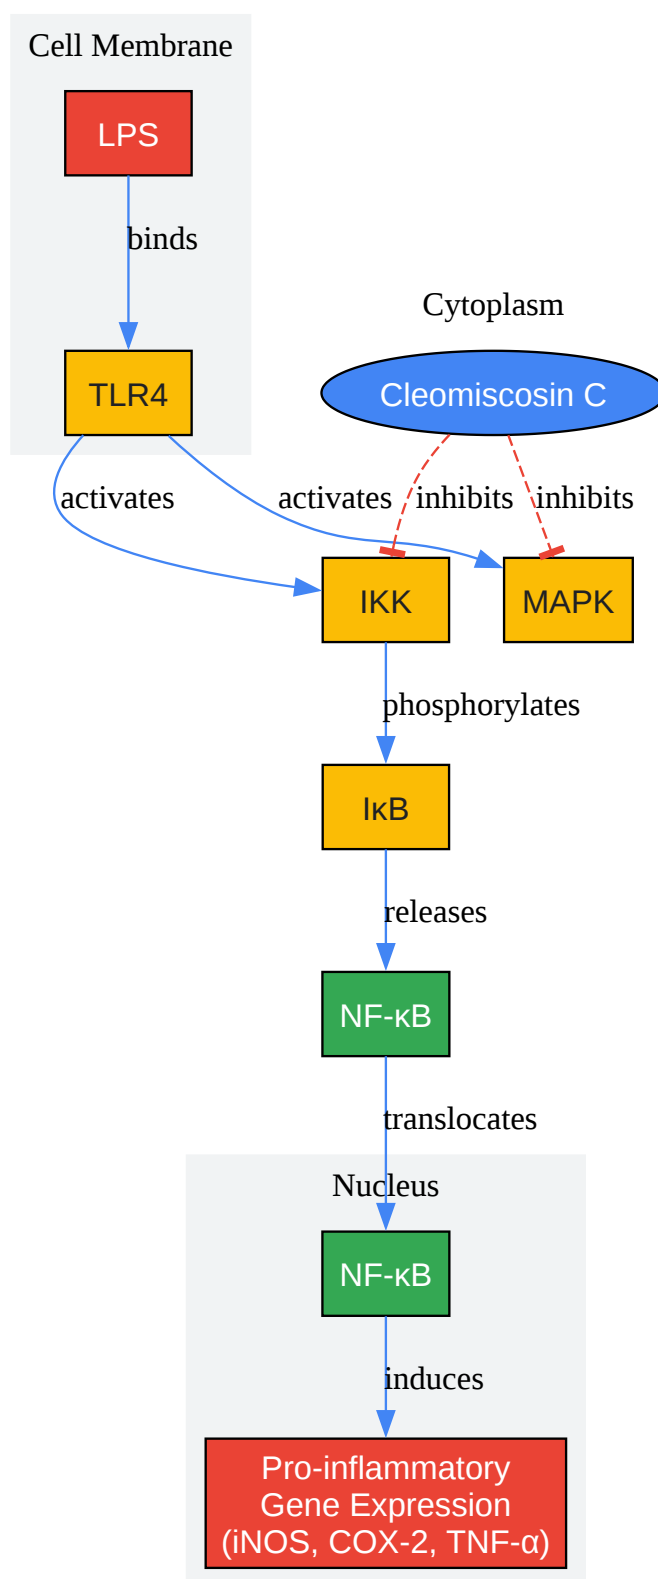 Cell Membrane
LPS
binds
Cytoplasm
TLR4
Cleomiscosin C
activates
activates
inhibits
inhibits
IKK
MAPK
phosphorylates
IκB
releases
NF-κB
translocates
Nucleus
NF-κB
induces
Pro-inflammatory
Gene Expression
(iNOS, COX-2, TNF-α)